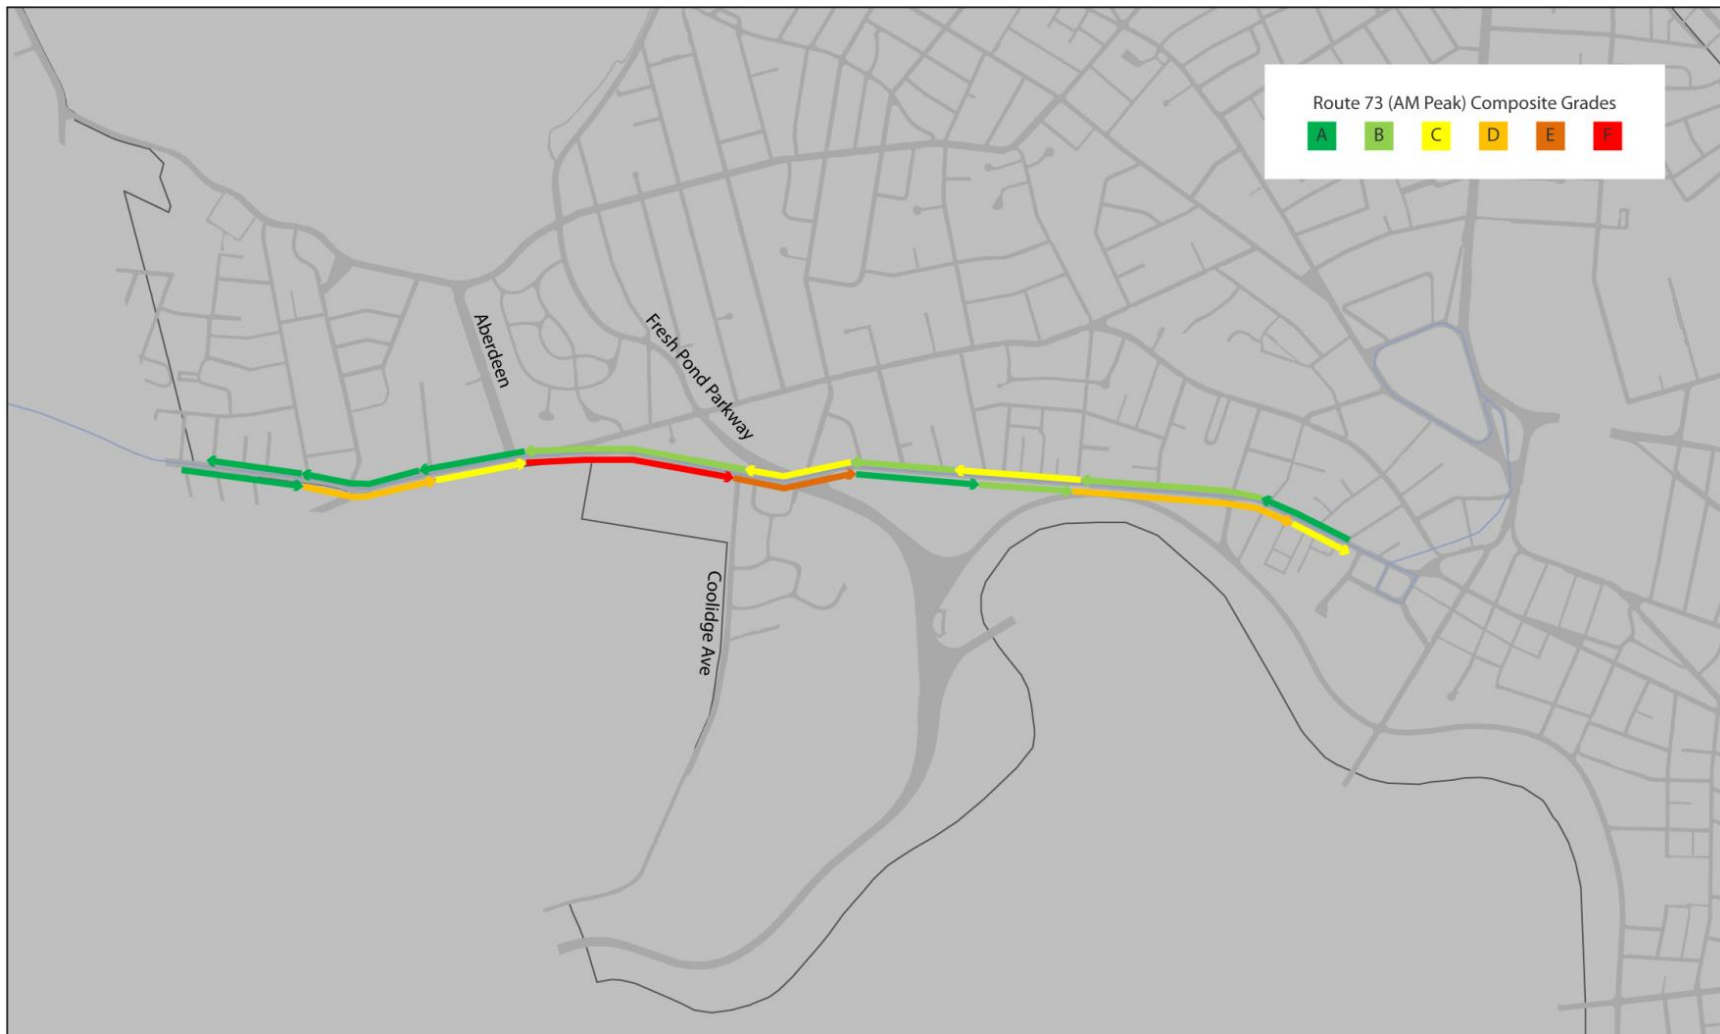 Route 73 (AM Peak) Composite Grades
A B C D E F
Aberdeen
Fresh Pond Parkway
Coolidge Ave